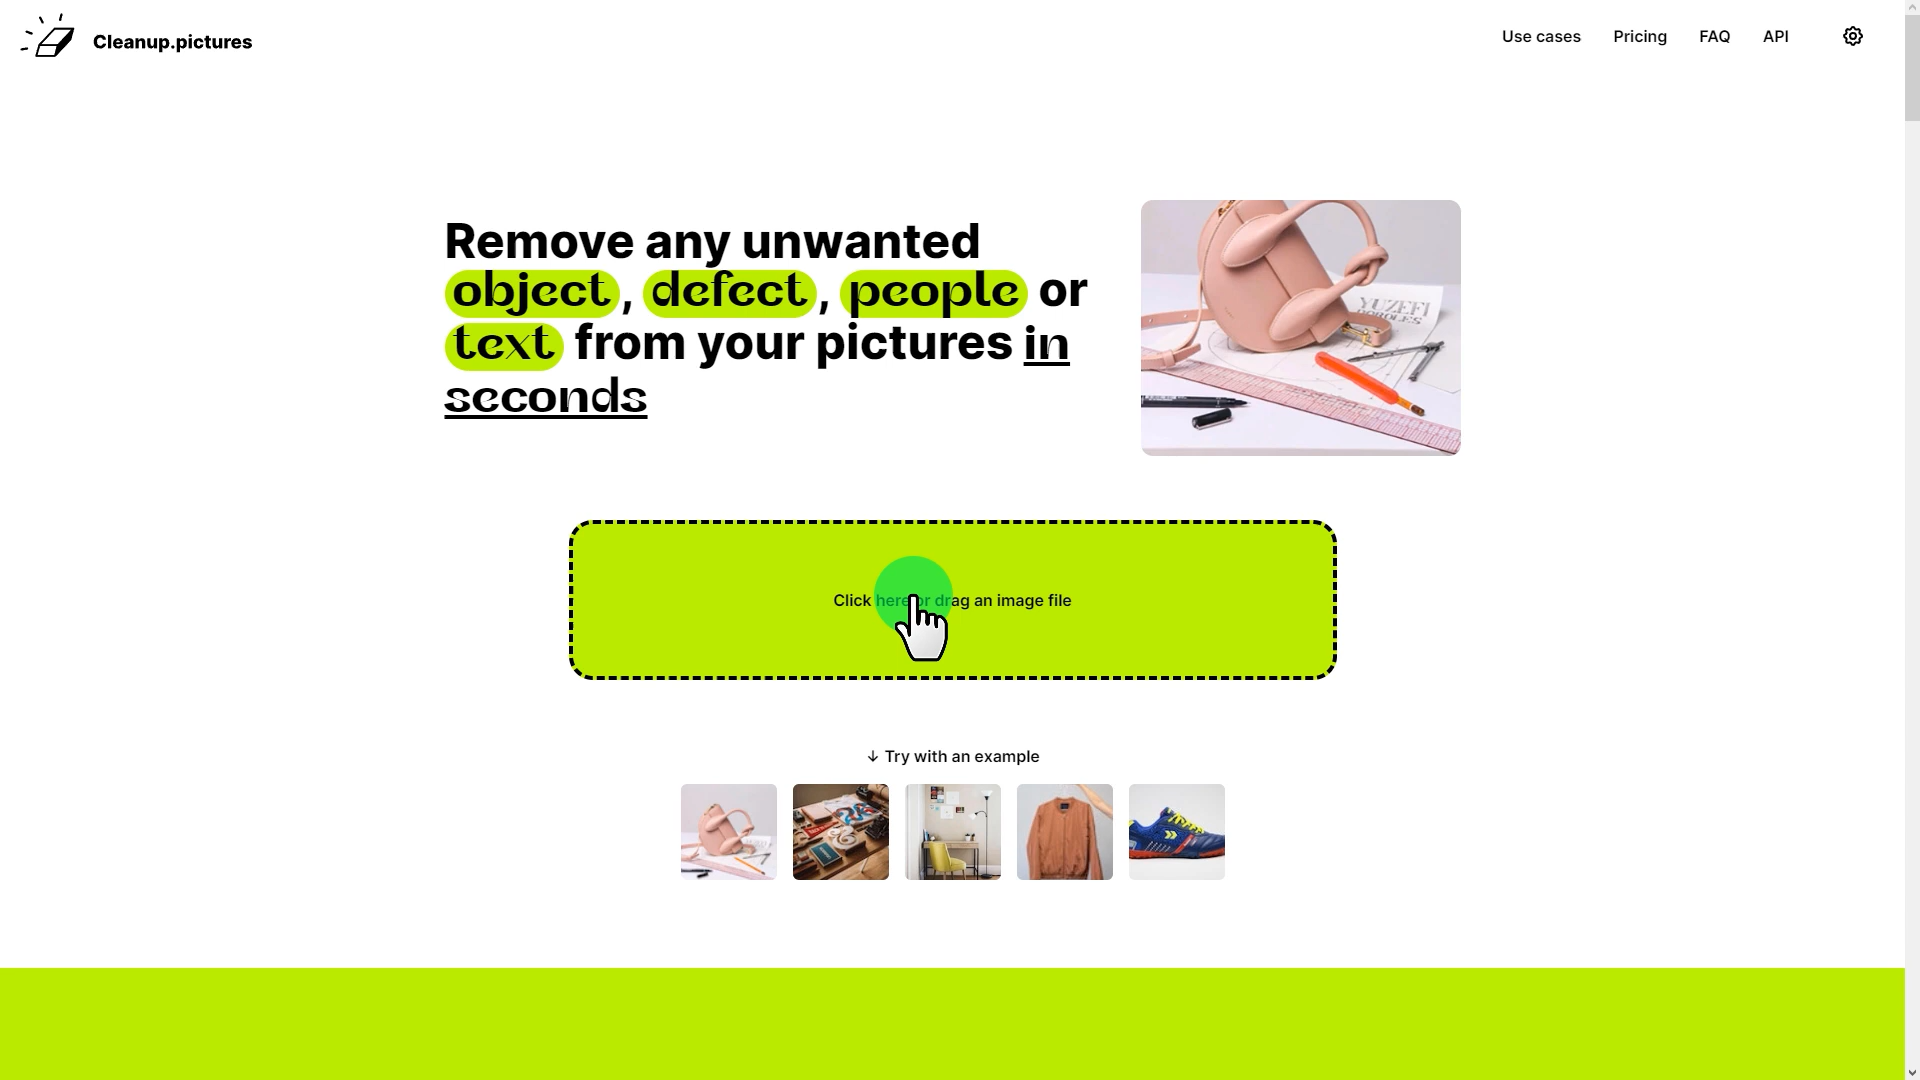 Cleanup.pictures
Use cases
Pricing
FAQ
API
Remove any unwanted
object, defect, people or
text from your pictures in
seconds
YUZEFI
Click here or drag an image file
↓ Try with an example